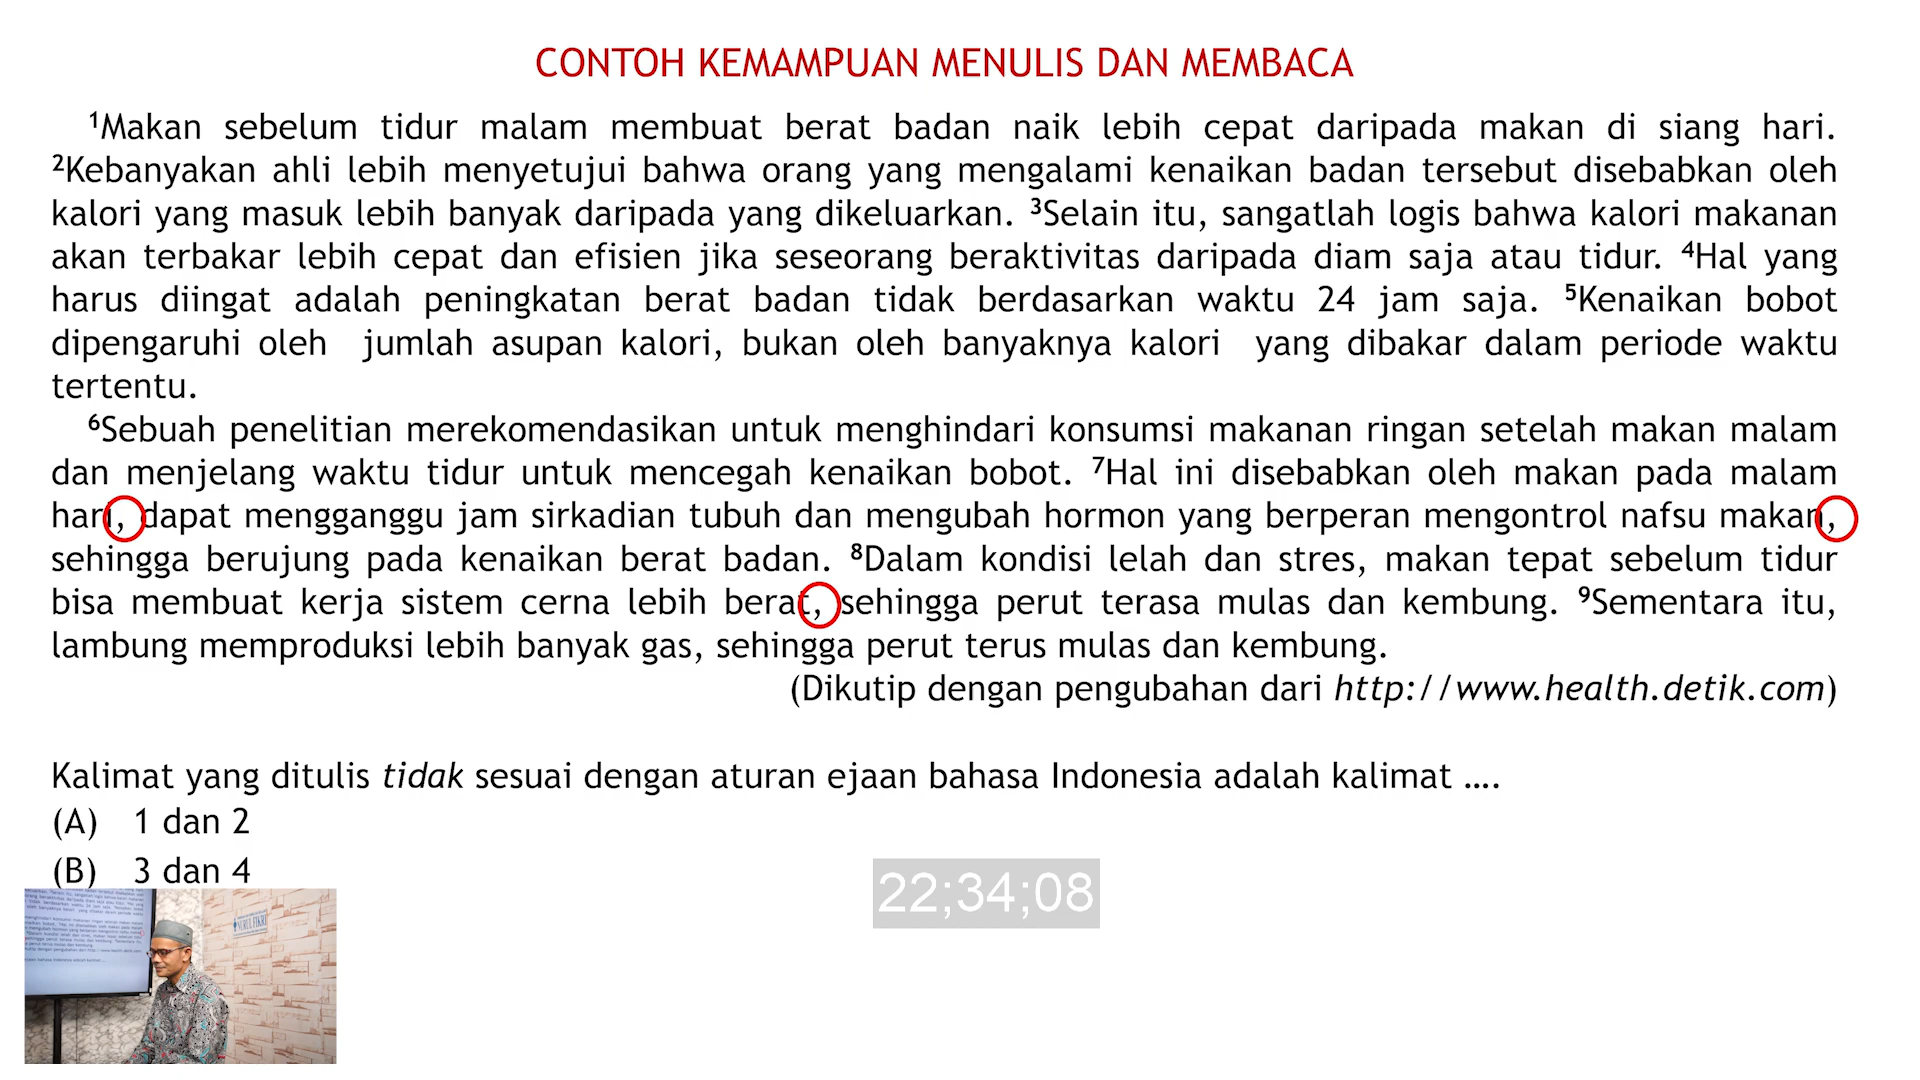 CONTOH KEMAMPUAN MENULIS DAN MEMBACA
¹Makan sebelum tidur malam membuat berat badan naik lebih cepat daripada makan di siang hari.
²Kebanyakan ahli lebih menyetujui bahwa orang yang mengalami kenaikan badan tersebut disebabkan oleh
kalori yang masuk lebih banyak daripada yang dikeluarkan. ³Selain itu, sangatlah logis bahwa kalori makanan
akan terbakar lebih cepat dan efisien jika seseorang beraktivitas daripada diam saja atau tidur. ⁴Hal yang
harus diingat adalah peningkatan berat badan tidak berdasarkan waktu 24 jam saja. ⁵Kenaikan bobot
dipengaruhi oleh jumlah asupan kalori, bukan oleh banyaknya kalori yang dibakar dalam periode waktu
tertentu.
⁶Sebuah penelitian merekomendasikan untuk menghindari konsumsi makanan ringan setelah makan malam
dan menjelang waktu tidur untuk mencegah kenaikan bobot. ⁷Hal ini disebabkan oleh makan pada malam
hari, dapat mengganggu jam sirkadian tubuh dan mengubah hormon yang berperan mengontrol nafsu makan,
sehingga berujung pada kenaikan berat badan. ⁸Dalam kondisi lelah dan stres, makan tepat sebelum tidur
bisa membuat kerja sistem cerna lebih berat, sehingga perut terasa mulas dan kembung. ⁹Sementara itu,
lambung memproduksi lebih banyak gas, sehingga perut terus mulas dan kembung.
(Dikutip dengan pengubahan dari http://www.health.detik.com)
Kalimat yang ditulis tidak sesuai dengan aturan ejaan bahasa Indonesia adalah kalimat ....
(A) 1 dan 2
(B) 3 dan 4
22;34;08
NURUL FIKRI